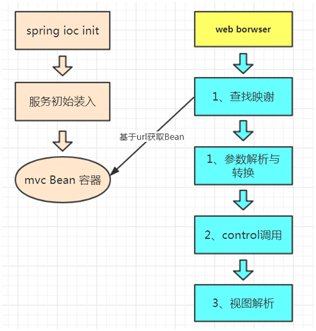 spring ioc init
服务初始装入
mvc Bean 容器
基于url获取Bean
web borwser
1、查找映谢
1、参数解析与
转换
2、control调用
3、视图解析